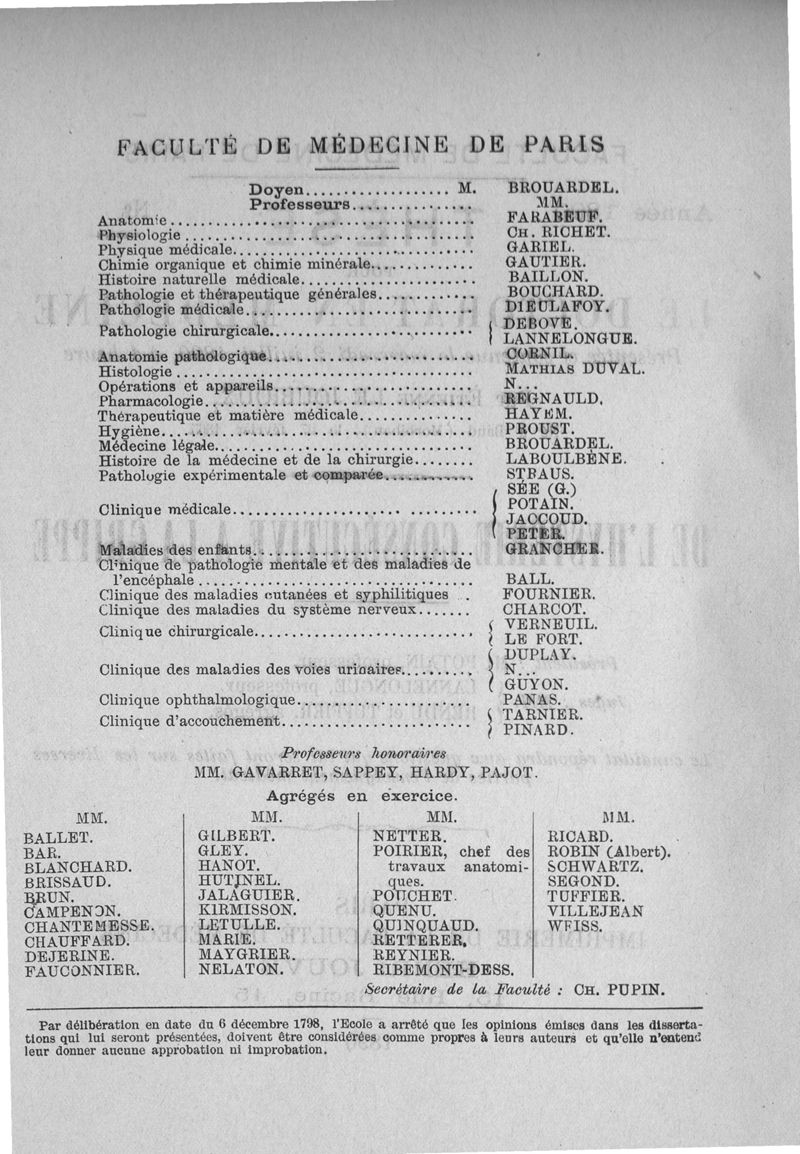 FACULTÉ DE MÉDECINE DE PARIS
Doyen.................. M. BROUARDEL.
Professeurs................ MM.
Anatomie........................................ FARABEUF.
Physiologie...................................... CH. RICHET.
Physique médicale................................ GARIEL.
Chimie organique et chimie minérale.............. GAUTIER.
Histoire naturelle médicale....................... BAILLON.
Pathologie et thérapeutique générales............. BOUCHARD.
Pathologie médicale.............................. DIEULAFOY.
Pathologie chirurgicale........................... { DEBOVE.
LANNELONGUE.
Anatomie pathologique........................... CORNIL.
Histologie....................................... MATHIAS DUVAL.
Opérations et appareils.......................... N...
Pharmacologie................................... REGNAULD.
Thérapeutique et matière médicale............... HAYEM.
Hygiène......................................... PROUST.
Médecine légale.................................. BROUARDEL.
Histoire de la médecine et de la chirurgie........ LABOULBÈNE.
Pathologie expérimentale et comparée............ STRAUS.
Clinique médicale................................ { SÉE (G.)
POTAIN.
JACCOUD.
PETER.
Maladies des enfants............................. GRANCHER.
Clinique de pathologie mentale et des maladies de
l'encéphale.................................... BALL.
Clinique des maladies cutanées et syphilitiques . FOURNIER.
Clinique des maladies du système nerveux....... CHARCOT.
Clinique chirurgicale............................. { VERNEUIL.
LE FORT.
DUPLAY.
Clinique des maladies des voies urinaires.......... { N...
GUYON.
Clinique ophthalmologique....................... PANAS.
Clinique d'accouchement......................... { TARNIER.
PINARD.
Professeurs honoraires
MM. GAVARRET, SAPPEY, HARDY, PAJOT.
Agrégés en exercice.
MM.
BALLET.
BAR.
BLANCHARD.
BRISSAUD.
BRUN.
CAMPENON.
CHANTEMESSE.
CHAUFFARD.
DEJERINE.
FAUCONNIER.
MM.
GILBERT.
GLEY.
HANOT.
HUTINEL.
JALAGUIER.
KIRMISSON.
LETULLE.
MARIE.
MAYGRIER.
NELATON.
MM.
NETTER.
POIRIER, chef des
travaux anatomi-
ques.
POUCHET.
QUENU.
QUINQUAUD.
RETTERER.
REYNIER.
RIBEMONT-DESS.
MM.
RICARD.
ROBIN (Albert).
SCHWARTZ.
SEGOND.
TUFFIER.
VILLEJEAN
WEISS.
Secrétaire de la Faculté : CH. PUPIN.
Par délibération en date du 6 décembre 1798, l'Ecole a arrêté que les opinions émises dans les disserta-
tions qui lui seront présentées, doivent être considérées comme propres à leurs auteurs et qu'elle n'entend
leur donner aucune approbation ni improbation.